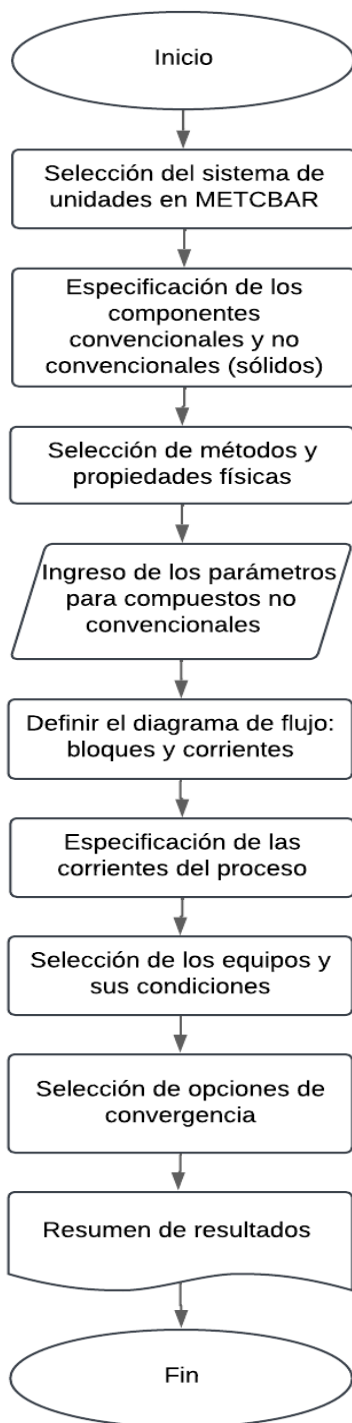 Inicio
Selección del sistema de
unidades en METCBAR
Especificación de los
componentes
convencionales y no
convencionales (sólidos)
Selección de métodos y
propiedades físicas
Ingreso de los parámetros
para compuestos no
convencionales
Definir el diagrama de flujo:
bloques y corrientes
Especificación de las
corrientes del proceso
Selección de los equipos y
sus condiciones
Selección de opciones de
convergencia
Resumen de resultados
Fin